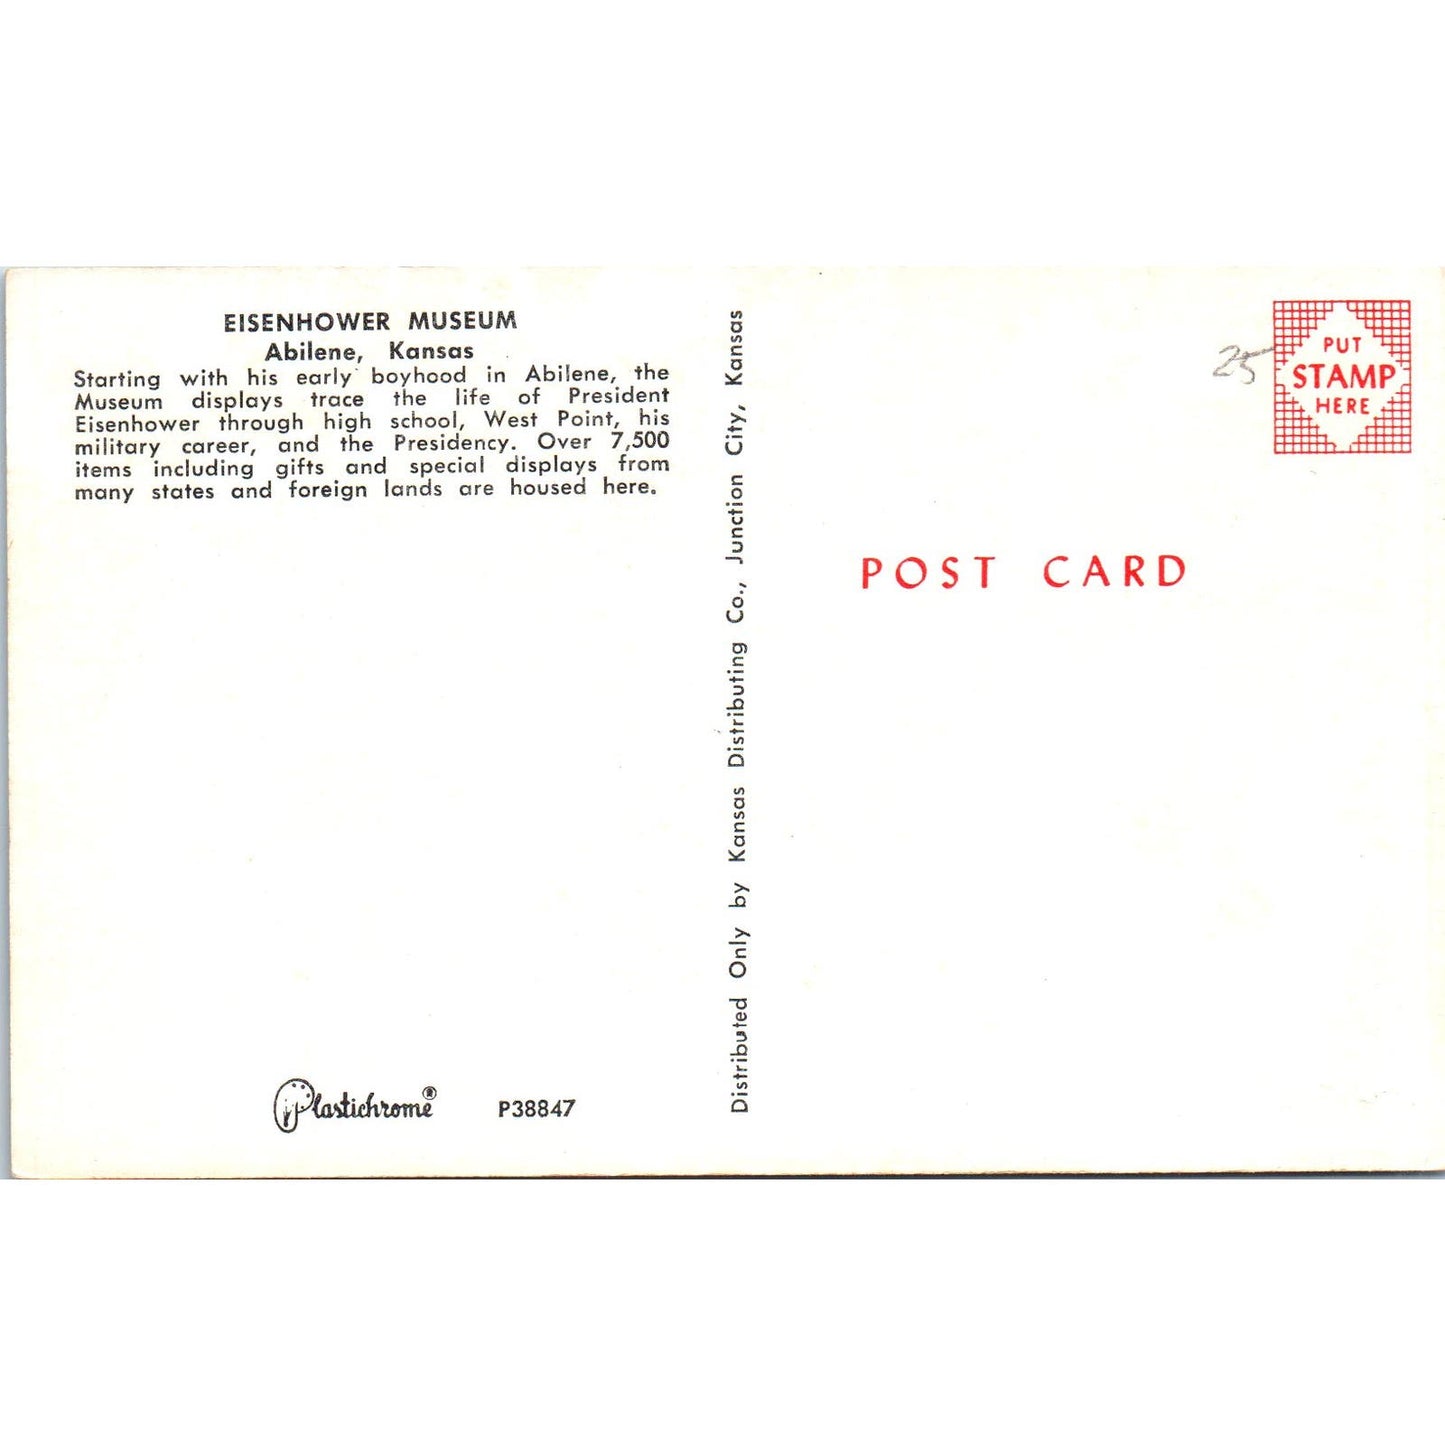 EISENHOWER MUSEUM
Abilene, Kansas
Starting with his early boyhood in Abilene, the
Museum displays trace the life of President
Eisenhower through high school, West Point, his
military career, and the Presidency. Over 7,500
items including gifts and special displays from
many states and foreign lands are housed here.
Plastichrome® P38847
Distributed Only by Kansas Distributing Co., Junction City, Kansas
25
PUT
STAMP
HERE
POST CARD